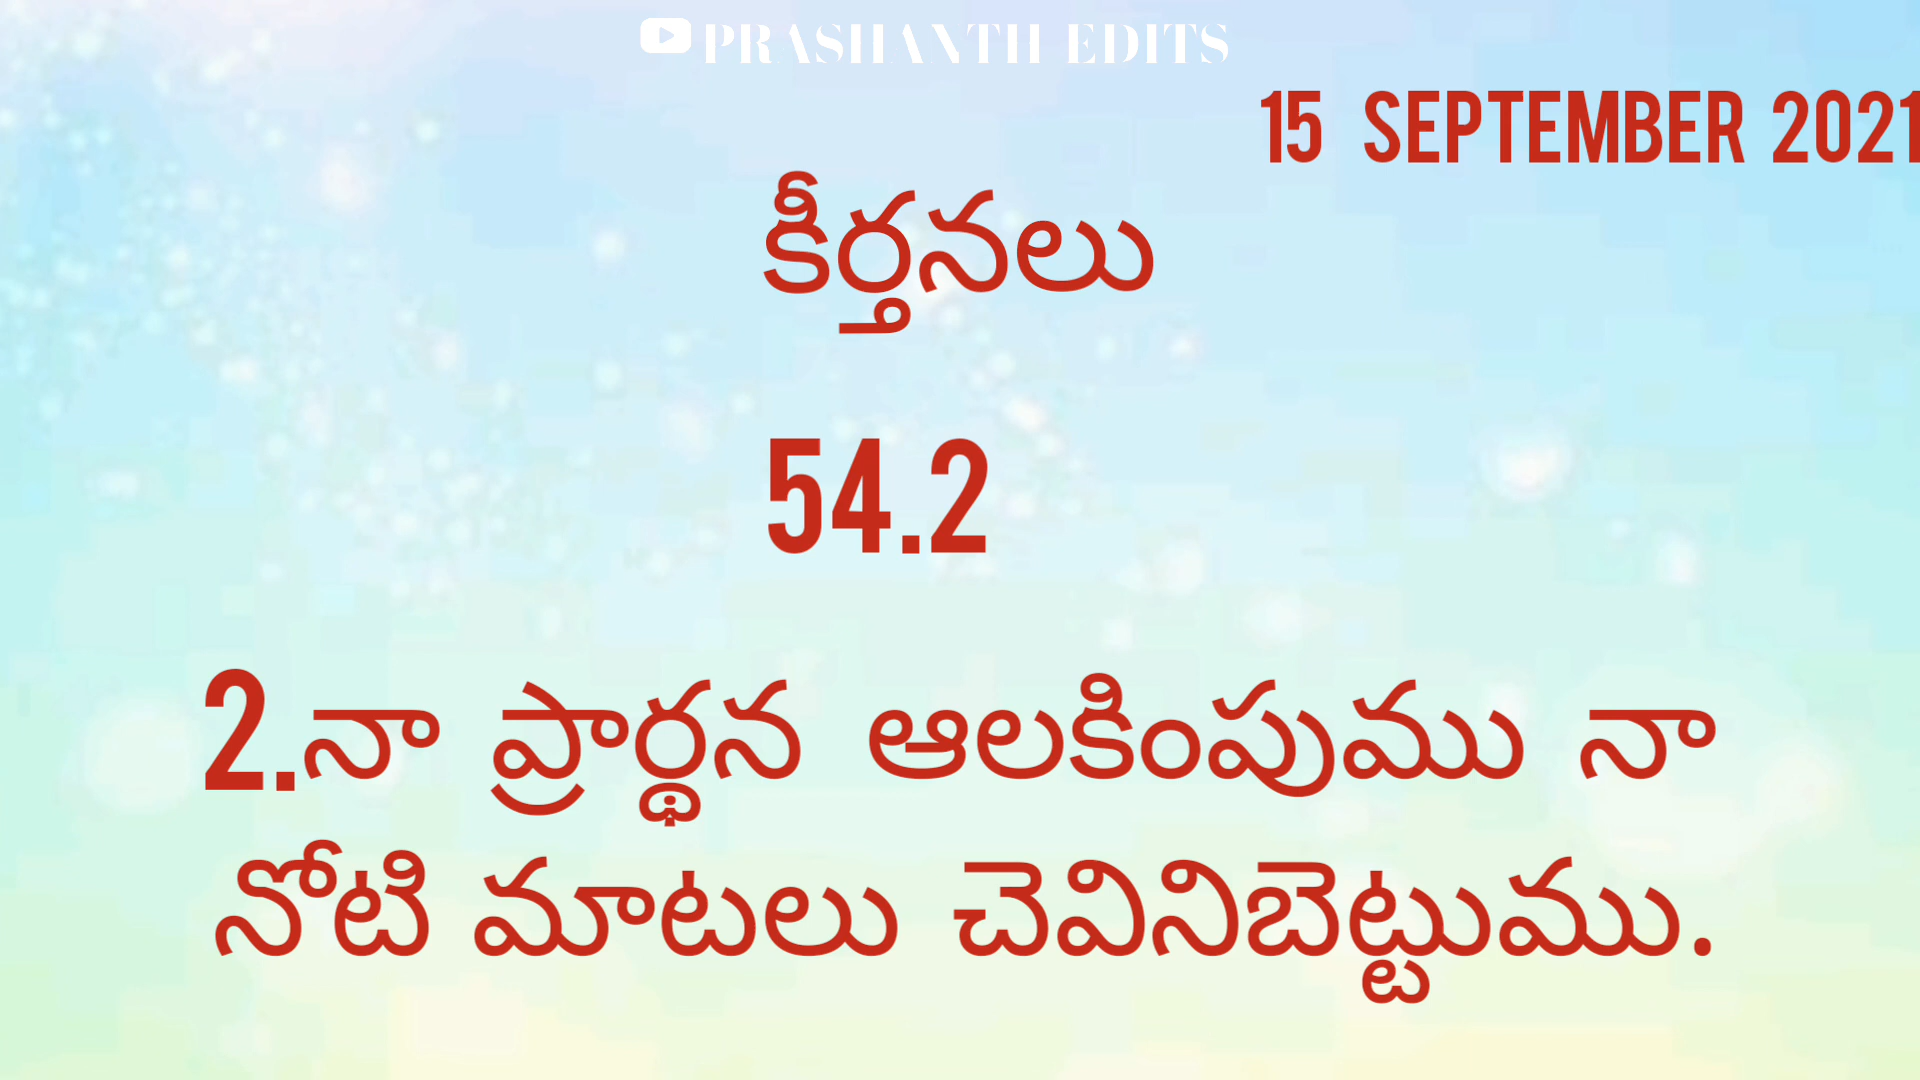 PRASHANTH EDITS
15 SEPTEMBER 2021
కీర్తనలు
54.2
2.నా ప్రార్థన ఆలకింపుము నా
నోటి మాటలు చెవినిబెట్టుము.